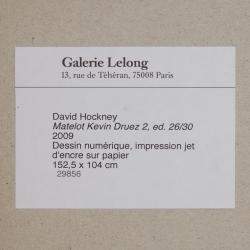 Galerie Lelong
13, rue de Téhéran, 75008 Paris
David Hockney
Matelot Kevin Druez 2, ed. 26/30
2009
Dessin numérique, impression jet
d'encre sur papier
152,5 x 104 cm
29856